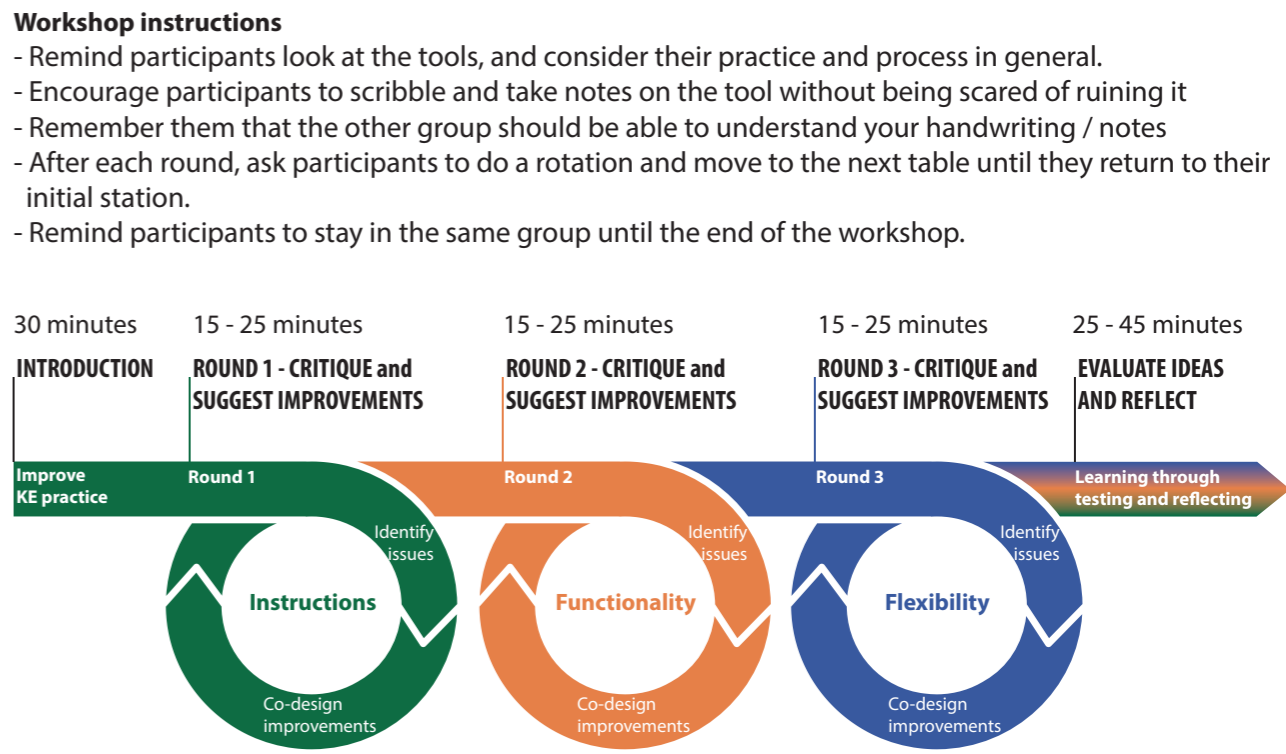 Workshop instructions
- Remind participants look at the tools, and consider their practice and process in general.
- Encourage participants to scribble and take notes on the tool without being scared of ruining it
- Remember them that the other group should be able to understand your handwriting / notes
- After each round, ask participants to do a rotation and move to the next table until they return to their
initial station.
- Remind participants to stay in the same group until the end of the workshop.
30 minutes
INTRODUCTION
15 - 25 minutes
ROUND 1 - CRITIQUE and
SUGGEST IMPROVEMENTS
15 - 25 minutes
ROUND 2 - CRITIQUE and
SUGGEST IMPROVEMENTS
15 - 25 minutes
ROUND 3 - CRITIQUE and
SUGGEST IMPROVEMENTS
25 - 45 minutes
EVALUATE IDEAS
AND REFLECT
Improve
KE practice
Round 1
Identify
issues
Instructions
Co-design
improvements
Round 2
Identify
issues
Functionality
Co-design
improvements
Round 3
Identify
issues
Flexibility
Co-design
improvements
Learning through
testing and reflecting